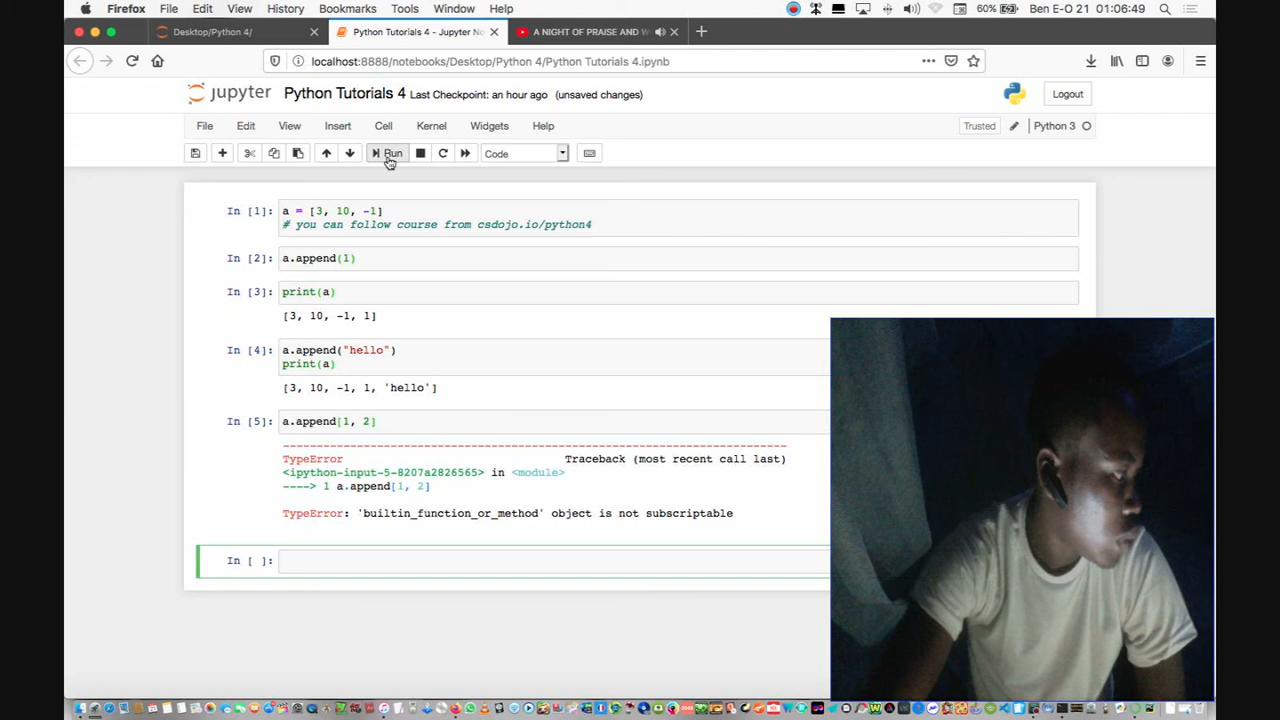 Firefox File Edit View History Bookmarks Tools Window Help 60% Ben E-O 21 01:06:49
Desktop/Python 4/ Python Tutorials 4 - Jupyter No A NIGHT OF PRAISE AND W
localhost:8888/notebooks/Desktop/Python 4/Python Tutorials 4.ipynb
jupyter Python Tutorials 4 Last Checkpoint: an hour ago (unsaved changes) Logout
File Edit View Insert Cell Kernel Widgets Help Trusted Python 3
Run Code
In [1]: a = [3, 10, -1]
# you can follow course from csdojo.io/python4
In [2]: a.append(1)
In [3]: print(a)
[3, 10, -1, 1]
In [4]: a.append("hello")
print(a)
[3, 10, -1, 1, 'hello']
In [5]: a.append[1, 2]
---------------------------------------------------------------------------
TypeError Traceback (most recent call last)
<ipython-input-5-8207a2826565> in <module>
----> 1 a.append[1, 2]
TypeError: 'builtin_function_or_method' object is not subscriptable
In [ ]: